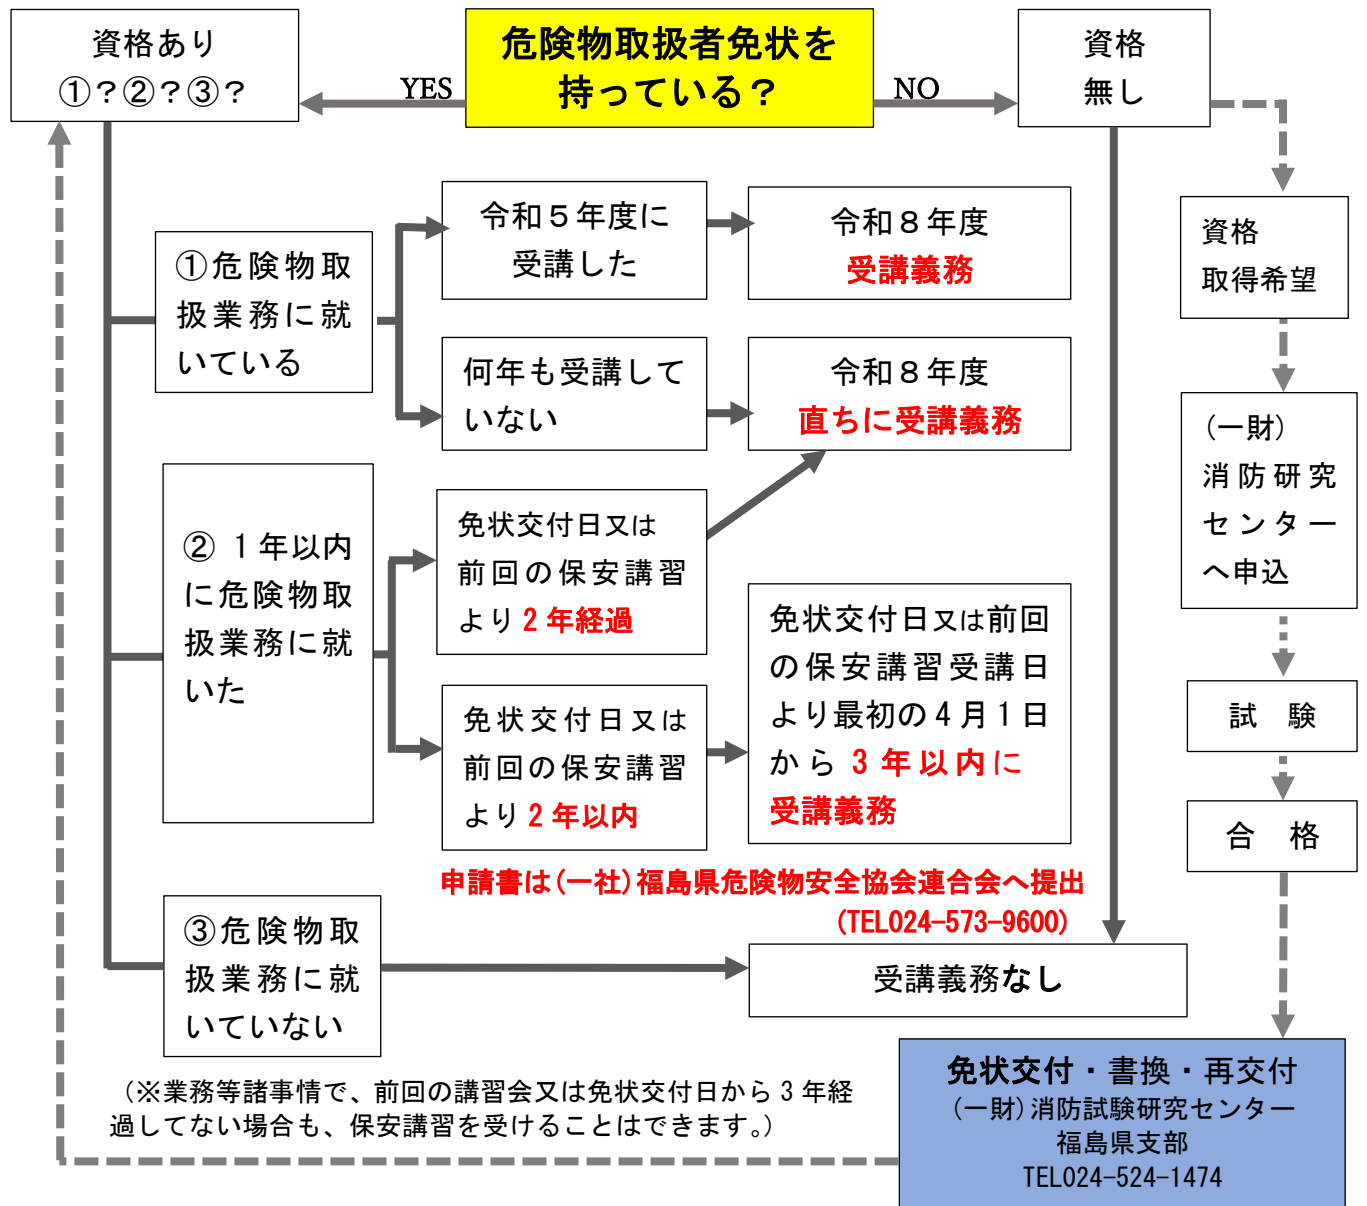 危険物取扱者免状を
持っている？
資格あり
①？②？③？
YES
NO
資格
無し
①危険物取
扱業務に就
いている
令和５年度に
受講した
令和８年度
受講義務
何年も受講して
いない
令和８年度
直ちに受講義務
② １年以内
に危険物取
扱業務に就
いた
免状交付日又は
前回の保安講習
より２年経過
免状交付日又は
前回の保安講習
より２年以内
免状交付日又は前回
の保安講習受講日
より最初の４月１日
から ３年以内に
受講義務
申請書は(一社)福島県危険物安全協会連合会へ提出
(TEL024-573-9600)
③危険物取
扱業務に就
いていない
受講義務なし
資格
取得希望
(一財)
消防研究
センター
へ申込
試　験
合　格
免状交付・書換・再交付
(一財)消防試験研究センター
福島県支部
TEL024-524-1474
（※業務等諸事情で、前回の講習会又は免状交付日から３年経
過してない場合も、保安講習を受けることはできます。）